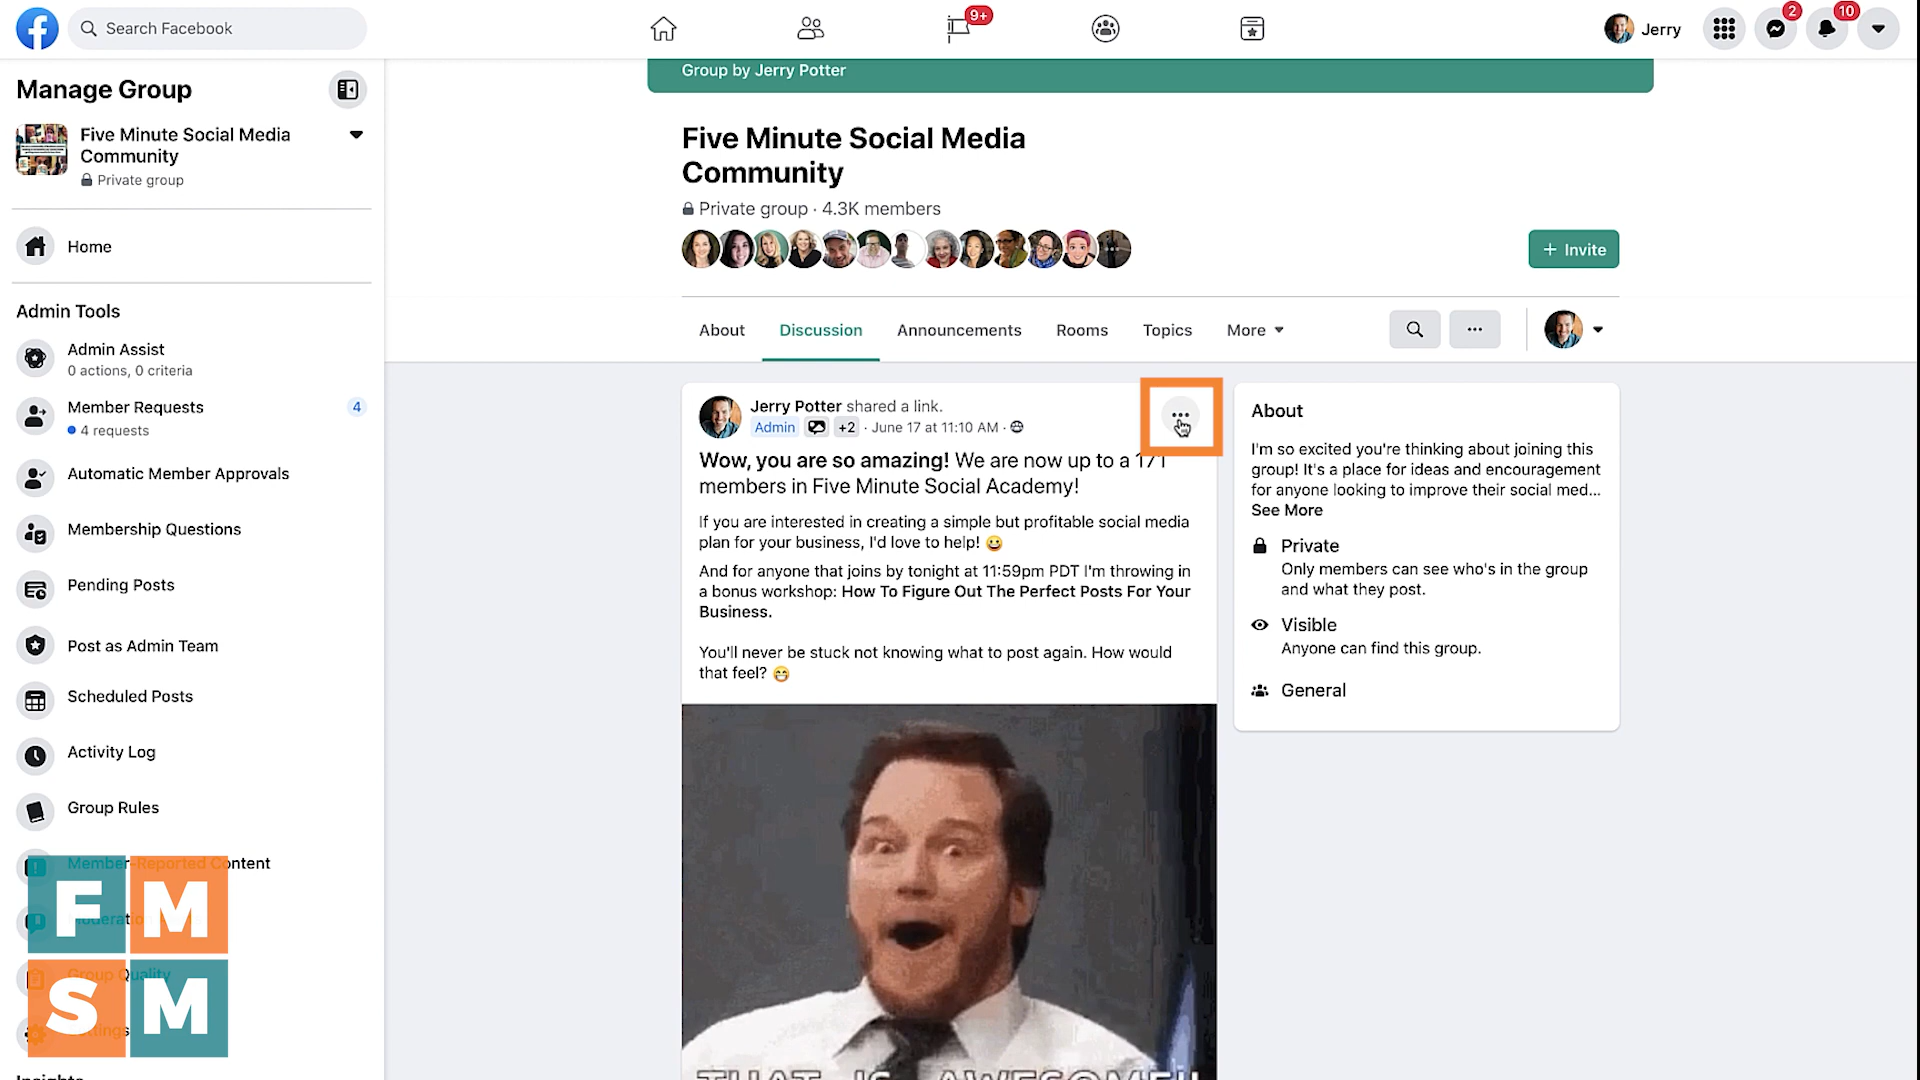 Search Facebook
9+
Jerry
2
10
Manage Group
Five Minute Social Media
Community
Private group
Home
Admin Tools
Admin Assist
0 actions, 0 criteria
Member Requests
4
4 requests
Automatic Member Approvals
Membership Questions
Pending Posts
Post as Admin Team
Scheduled Posts
Activity Log
Group Rules
Member-Reported Content
Group Quality
F M
S M
Group by Jerry Potter
Five Minute Social Media
Community
Private group · 4.3K members
+ Invite
About
Discussion
Announcements
Rooms
Topics
More
Jerry Potter shared a link.
Admin +2 · June 17 at 11:10 AM ·
Wow, you are so amazing! We are now up to a 171
members in Five Minute Social Academy!
If you are interested in creating a simple but profitable social media
plan for your business, I'd love to help! 😀
And for anyone that joins by tonight at 11:59pm PDT I'm throwing in
a bonus workshop: How To Figure Out The Perfect Posts For Your
Business.
You'll never be stuck not knowing what to post again. How would
that feel? 😁
THAT IS AWESOME!!
About
I'm so excited you're thinking about joining this
group! It's a place for ideas and encouragement
for anyone looking to improve their social med...
See More
Private
Only members can see who's in the group
and what they post.
Visible
Anyone can find this group.
General